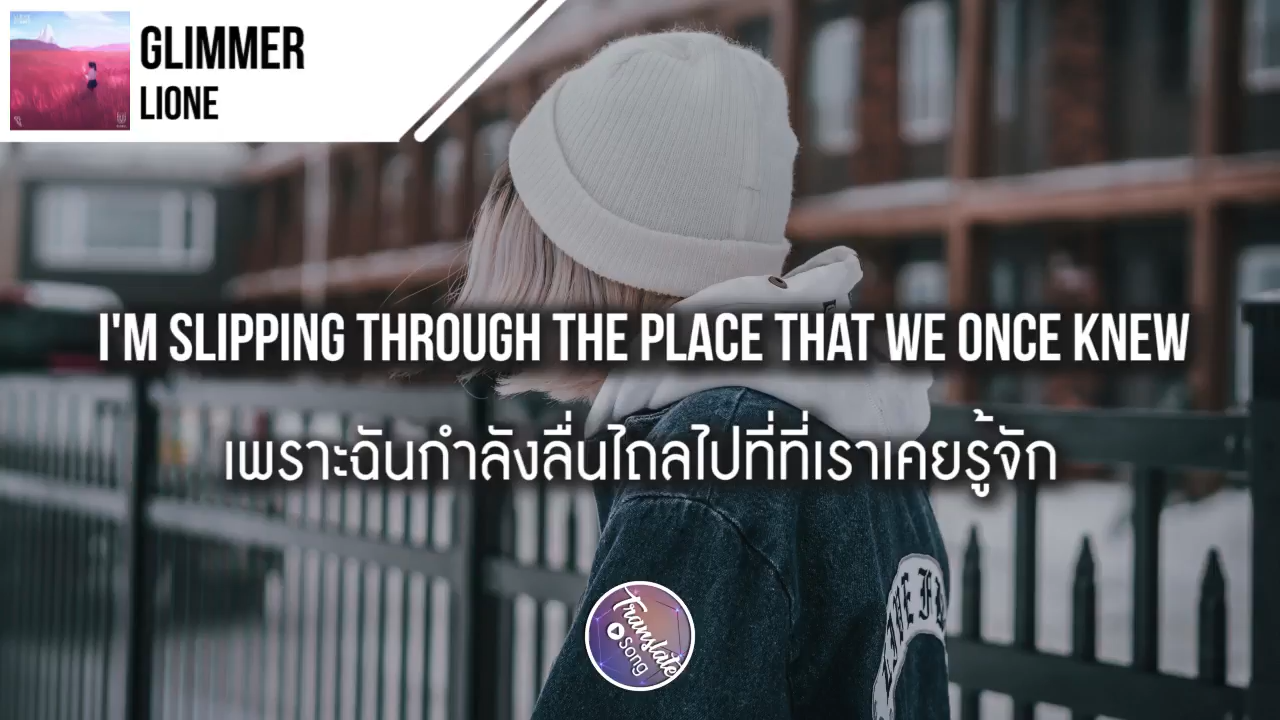 GLIMMER
LIONE
I'M SLIPPING THROUGH THE PLACE THAT WE ONCE KNEW
เพราะฉันกำลังลื่นไถลไปที่ที่เราเคยรู้จัก
Translate
Song